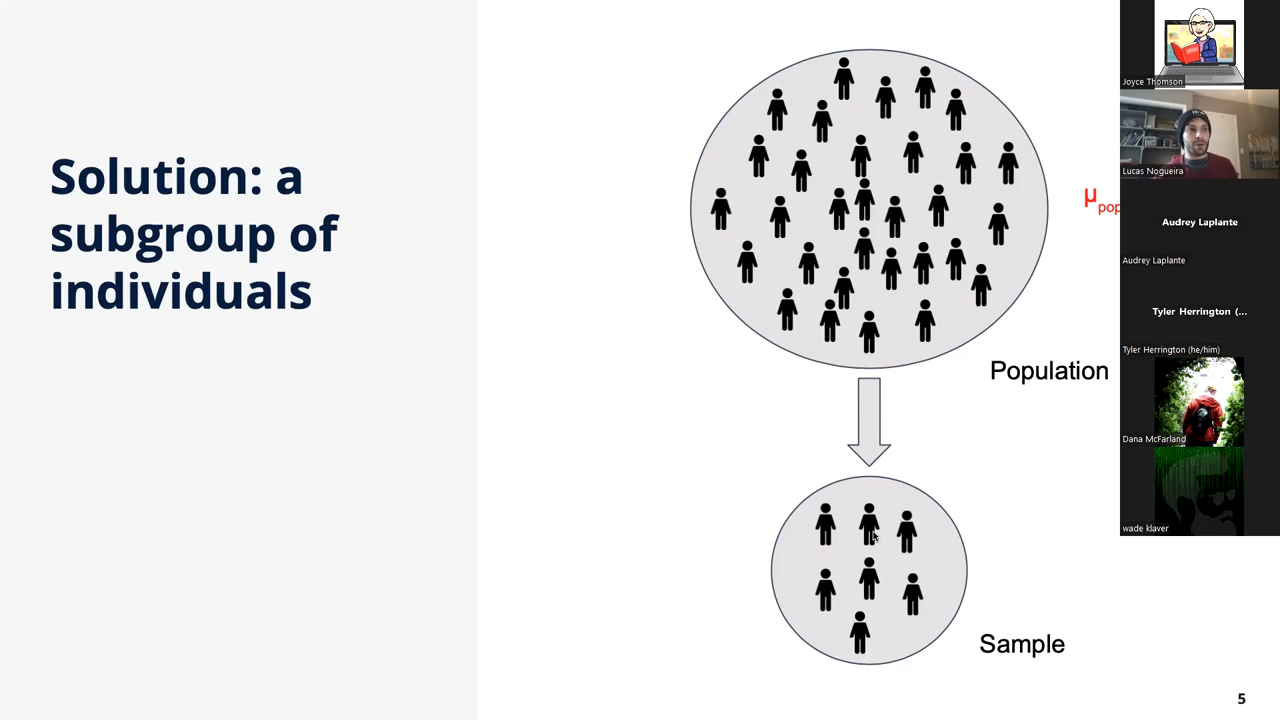 Solution: a
subgroup of
individuals
μpop
Population
Sample
5
Joyce Thomson
Lucas Nogueira
Audrey Laplante
Audrey Laplante
Tyler Herrington (...
Tyler Herrington (he/him)
Dana McFarland
wade klaver